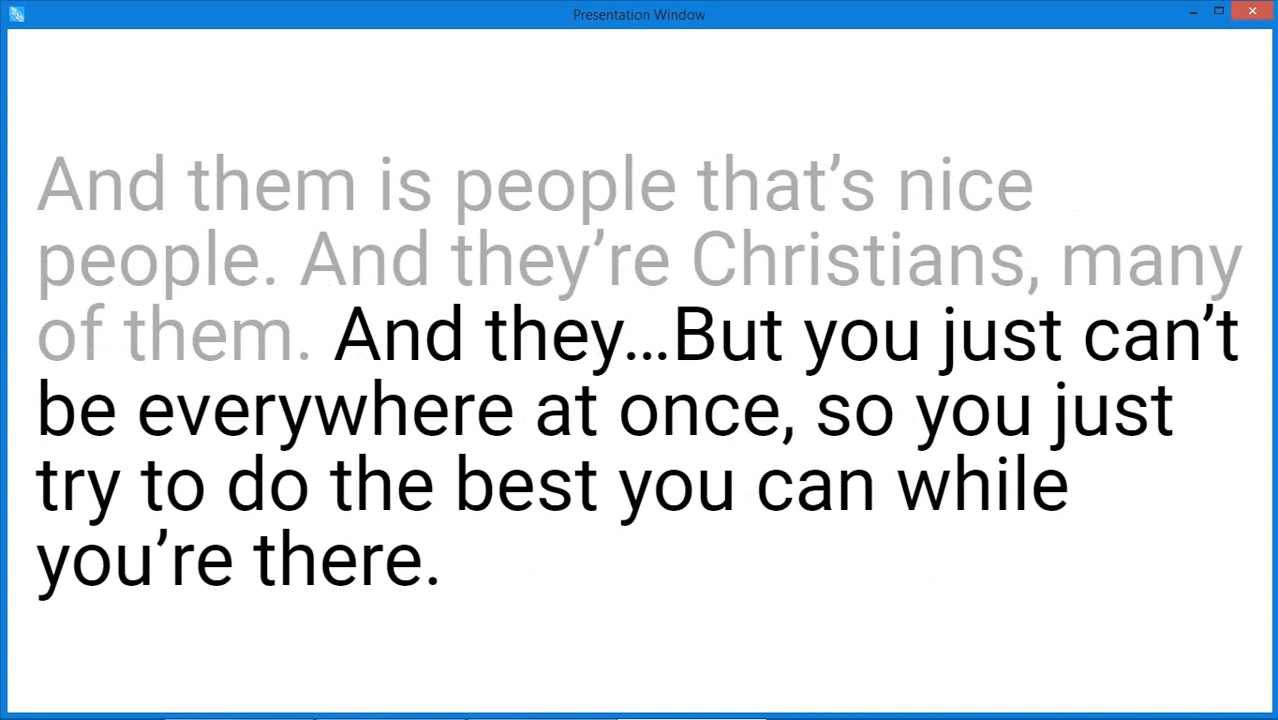 Presentation Window
And them is people that’s nice
people. And they’re Christians, many
of them. And they…But you just can’t
be everywhere at once, so you just
try to do the best you can while
you’re there.